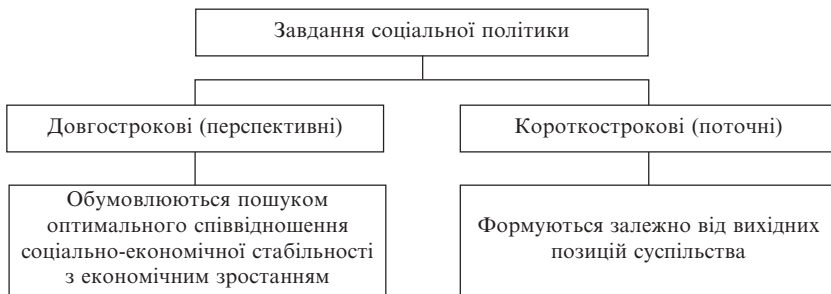 Завдання соціальної політики
Довгострокові (перспективні)
Короткострокові (поточні)
Обумовлюються пошуком
оптимального співвідношення
соціально-економічної стабільності
з економічним зростанням
Формуються залежно від вихідних
позицій суспільства